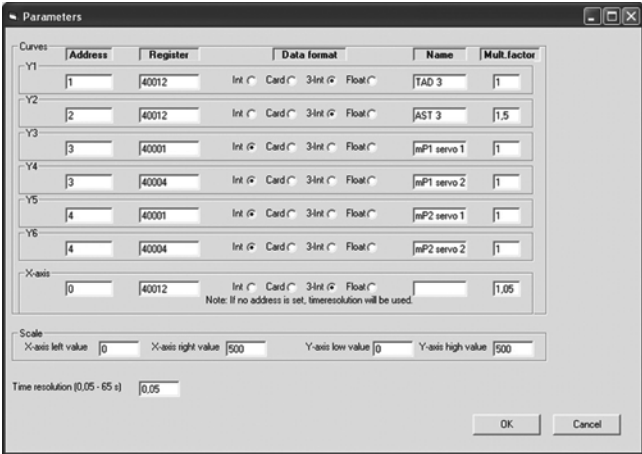 Parameters
Curves
Address Register Data format Name Mult.factor
Y1
1 40012 Int Card 3-Int Float TAD 3 1
Y2
2 40012 Int Card 3-Int Float AST 3 1,5
Y3
3 40001 Int Card 3-Int Float mP1 servo 1 1
Y4
3 40004 Int Card 3-Int Float mP1 servo 2 1
Y5
4 40001 Int Card 3-Int Float mP2 servo 1 1
Y6
4 40004 Int Card 3-Int Float mP2 servo 2 1
X-axis
0 40012 Int Card 3-Int Float 1,05
Note: If no address is set, timeresolution will be used.
Scale
X-axis left value 0 X-axis right value 500 Y-axis low value 0 Y-axis high value 500
Time resolution (0,05 - 65 s) 0,05
OK Cancel